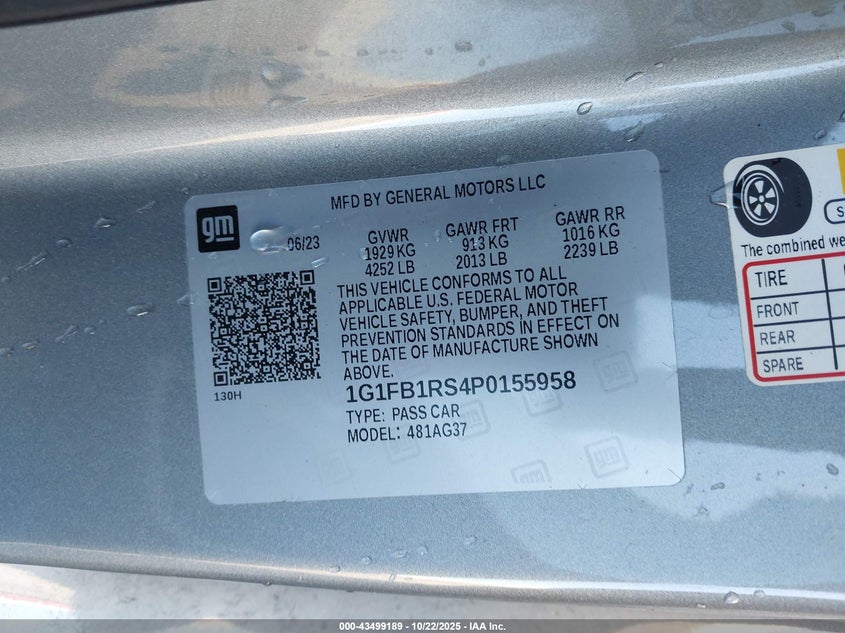 MFD BY GENERAL MOTORS LLC
gm
06/23
GVWR
1929 KG
4252 LB
GAWR FRT
913 KG
2013 LB
GAWR RR
1016 KG
2239 LB
THIS VEHICLE CONFORMS TO ALL
APPLICABLE U.S. FEDERAL MOTOR
VEHICLE SAFETY, BUMPER, AND THEFT
PREVENTION STANDARDS IN EFFECT ON
THE DATE OF MANUFACTURE SHOWN
ABOVE.
130H
1G1FB1RS4P0155958
TYPE: PASS CAR
MODEL: 481AG37
gm gm gm
The combined
TIRE
FRONT
REAR
SPARE
000-43499189 - 10/22/2025 - IAA Inc.